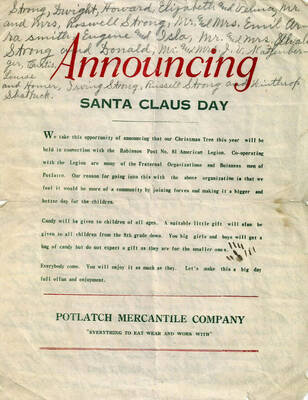 Strong, Dwight, Howard, Elizabeth and Velma, Mr.
and Mrs. Roswell Strong, Mr. and Mrs. Emil
smith, Eugene and Isla, Mr. and Mrs.
Strong and Donald, Mr. and Mrs. J. V.
ger,
Louise
and Homer, Irving Strong, Russell Strong and Winthrop
Shattuck.
Announcing
SANTA CLAUS DAY
We take this opportunity of announcing that our Christmas Tree this year will be
held in connection with the Robinson Post No. 81 American Legion. Co-operating
with the Legion are many of the Fraternal Organizations and Buisness men of
Potlatch. Our reason for going into this with the above organization is that we
feel it would be more of a community by joining forces and making it a bigger and
better day for the children.
Candy will be given to children of all ages. A suitable little gift will also be
given to all children from the 8th grade down. You big girls and boys will get a
bag of candy but do not expect a gift as they are for the smaller ones.
Everybody come. You will enjoy it as much as they. Let's make this a big day
full of fun and enjoyment.
POTLATCH MERCANTILE COMPANY
"EVERYTHING TO EAT WEAR AND WORK WITH"